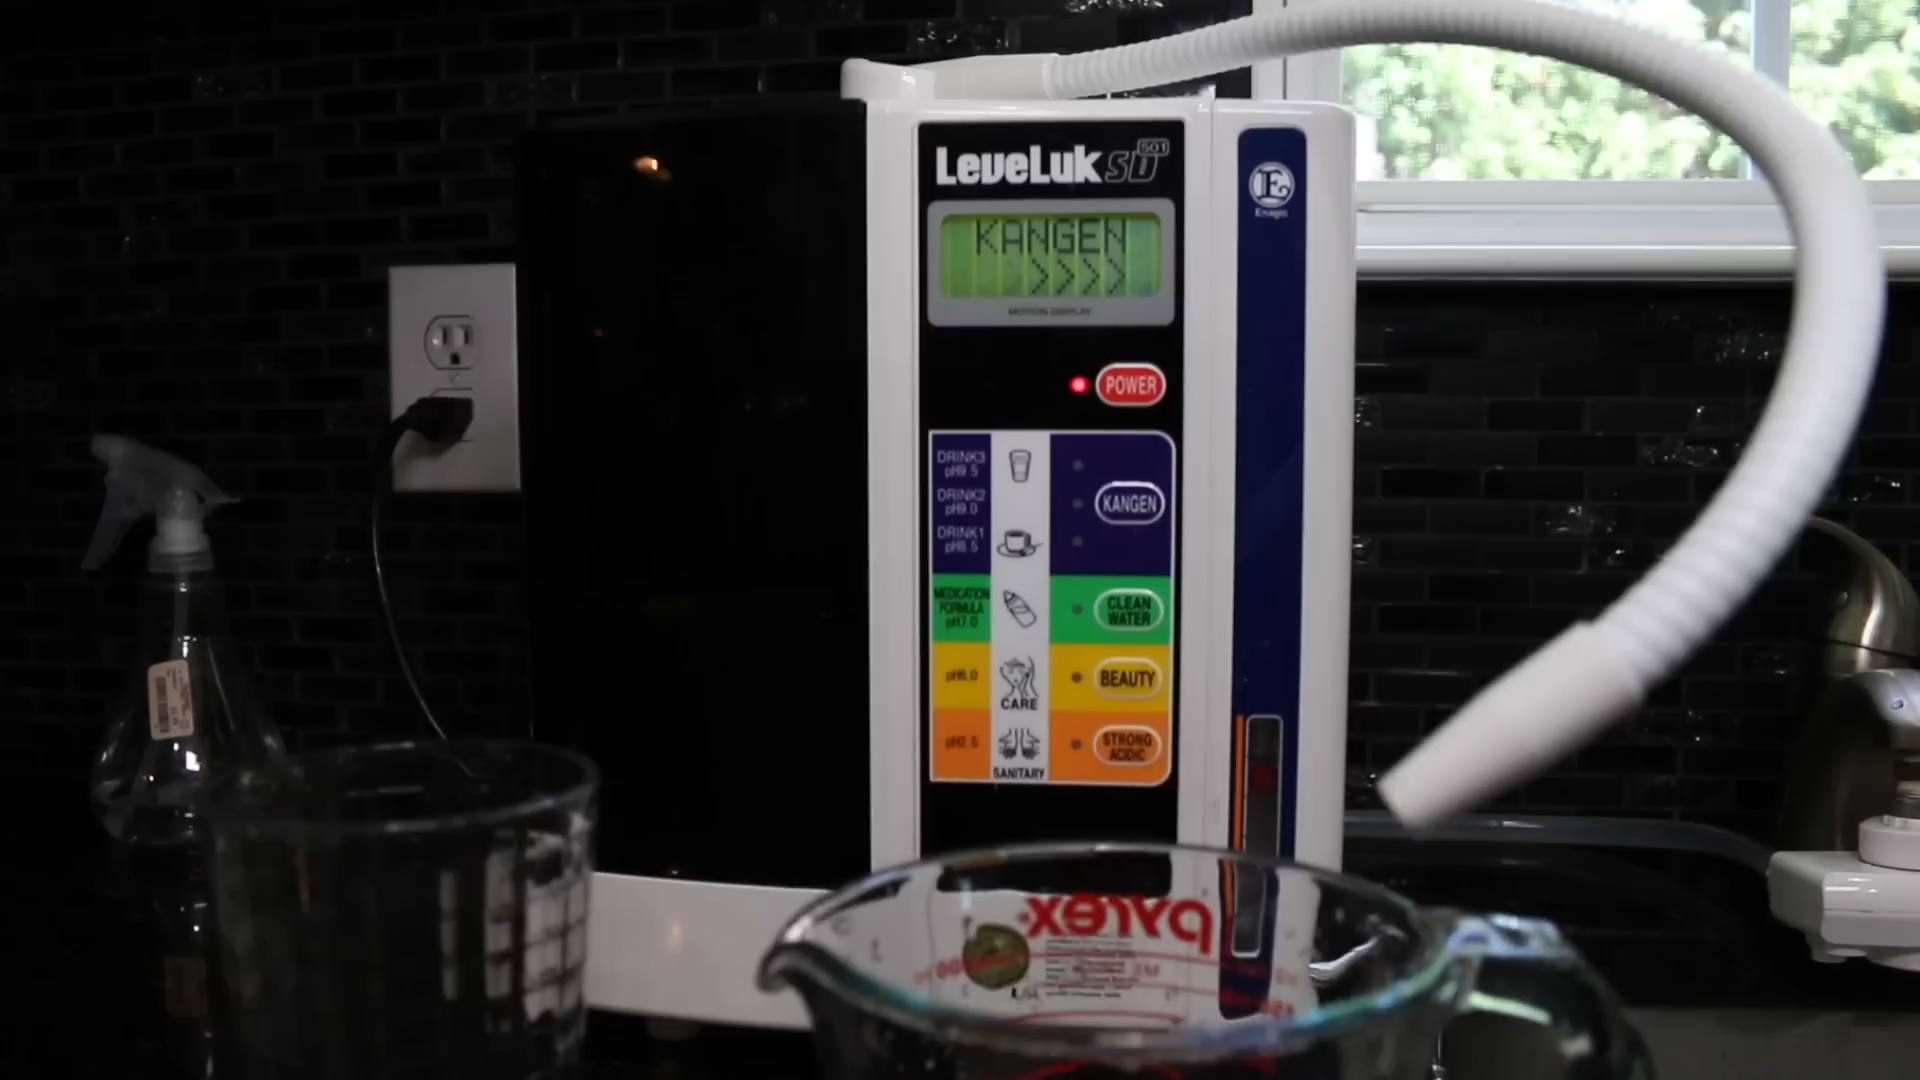 LeveLuk SD 501
Enagic
KANGEN
>>>>
MOTION DISPLAY
POWER
DRINK3
pH9.5
DRINK2
pH9.0
KANGEN
DRINK1
pH8.5
MEDICATION
FORMULA
pH7.0
CLEAN
WATER
pH6.0
BEAUTY
CARE
pH2.5
STRONG
ACIDIC
SANITARY
pyrex